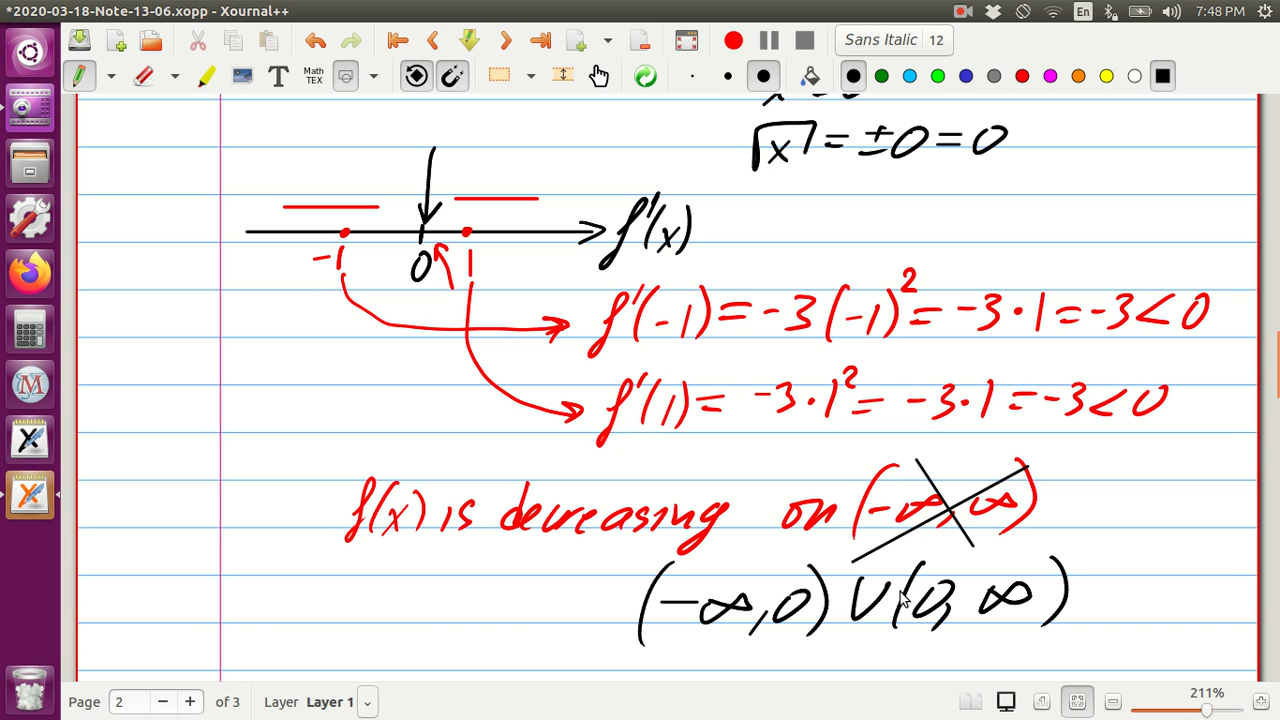 *2020-03-18-Note-13-06.xopp - Xournal++
En
7:48 PM
Sans Italic 12
Math TEX
√x = ±0 = 0
f'(x)
-1 0 1
f'(-1) = -3(-1)² = -3·1 = -3 < 0
f'(1) = -3·1² = -3·1 = -3 < 0
f(x) is decreasing on (-∞, ∞)
(-∞, 0) ∪ (0, ∞)
Page 2 of 3 Layer Layer 1 211%